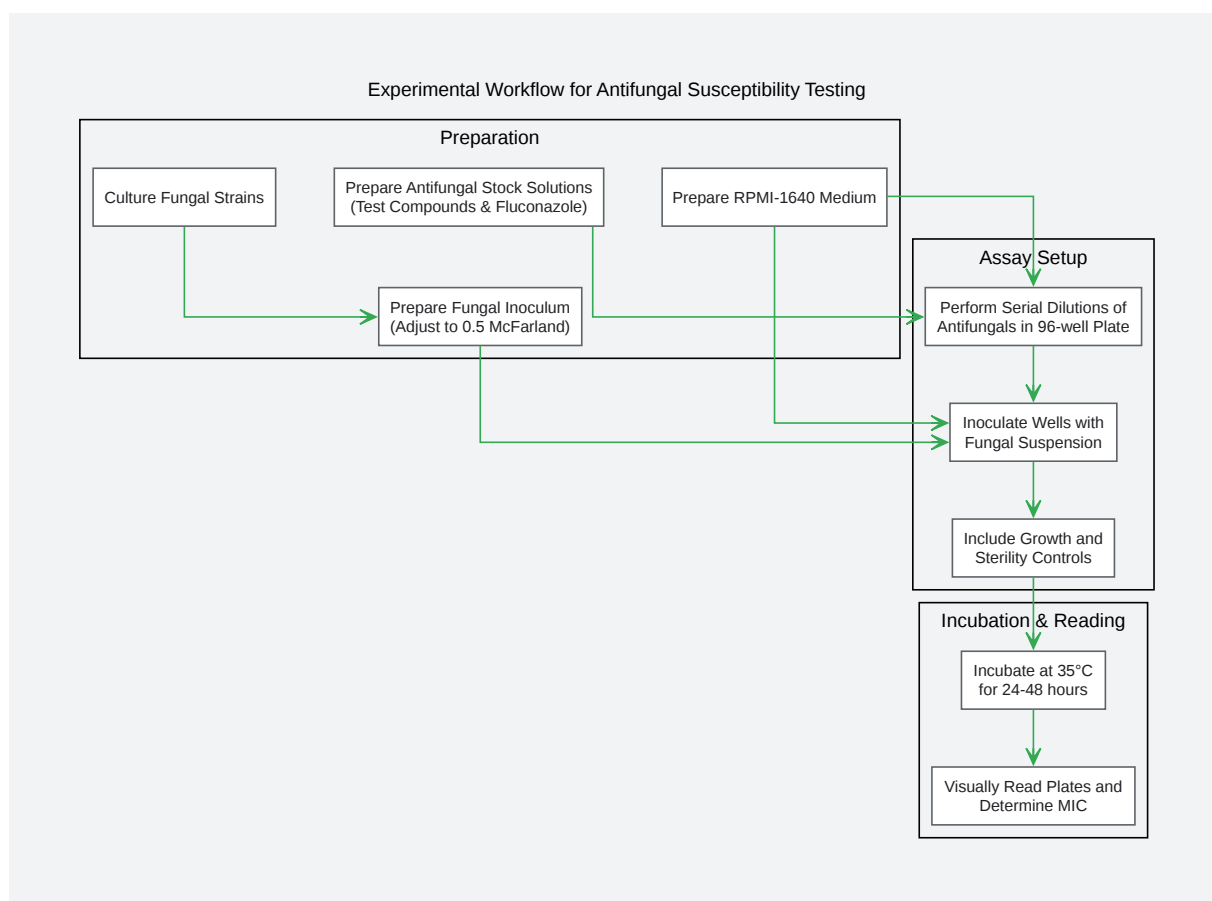 Experimental Workflow for Antifungal Susceptibility Testing
Preparation
Culture Fungal Strains
Prepare Antifungal Stock Solutions
(Test Compounds & Fluconazole)
Prepare RPMI-1640 Medium
Prepare Fungal Inoculum
(Adjust to 0.5 McFarland)
Assay Setup
Perform Serial Dilutions of
Antifungals in 96-well Plate
Inoculate Wells with
Fungal Suspension
Include Growth and
Sterility Controls
Incubation & Reading
Incubate at 35°C
for 24-48 hours
Visually Read Plates and
Determine MIC